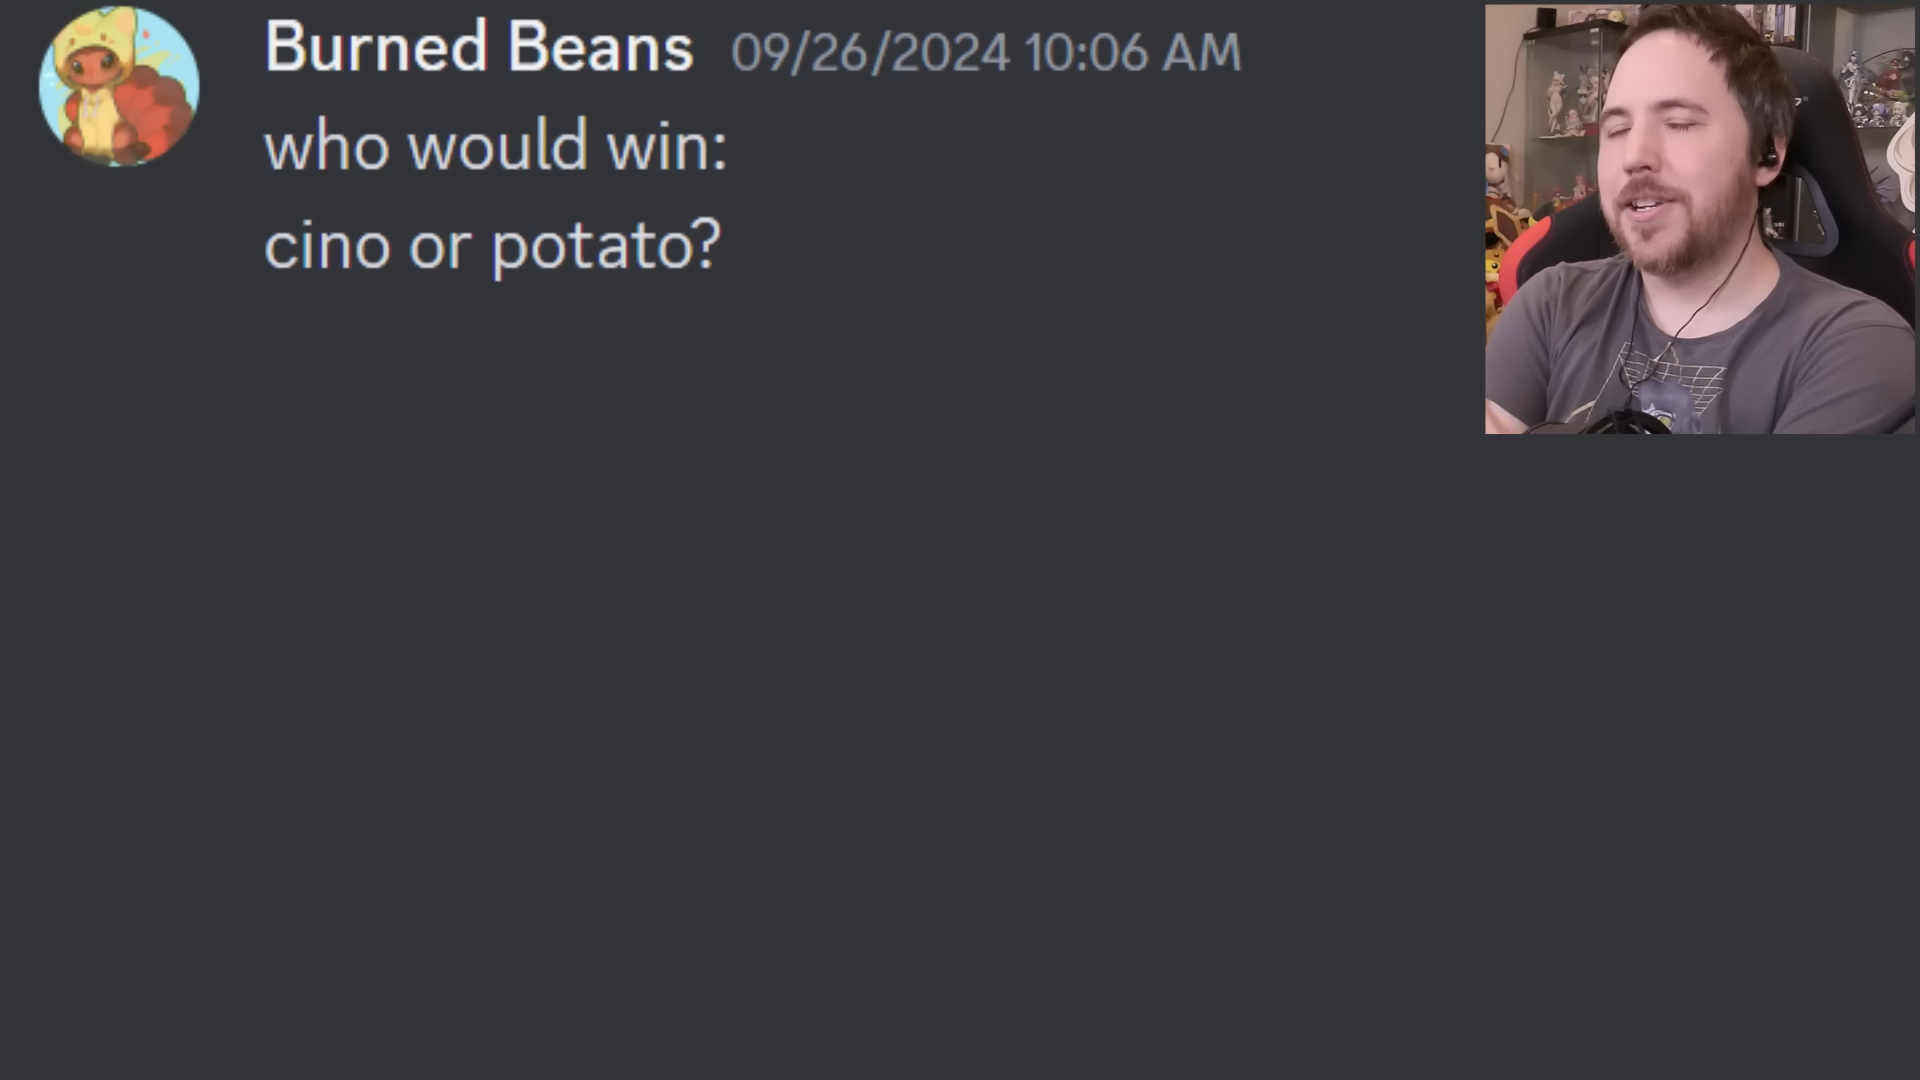 Burned Beans 09/26/2024 10:06 AM
who would win:
cino or potato?